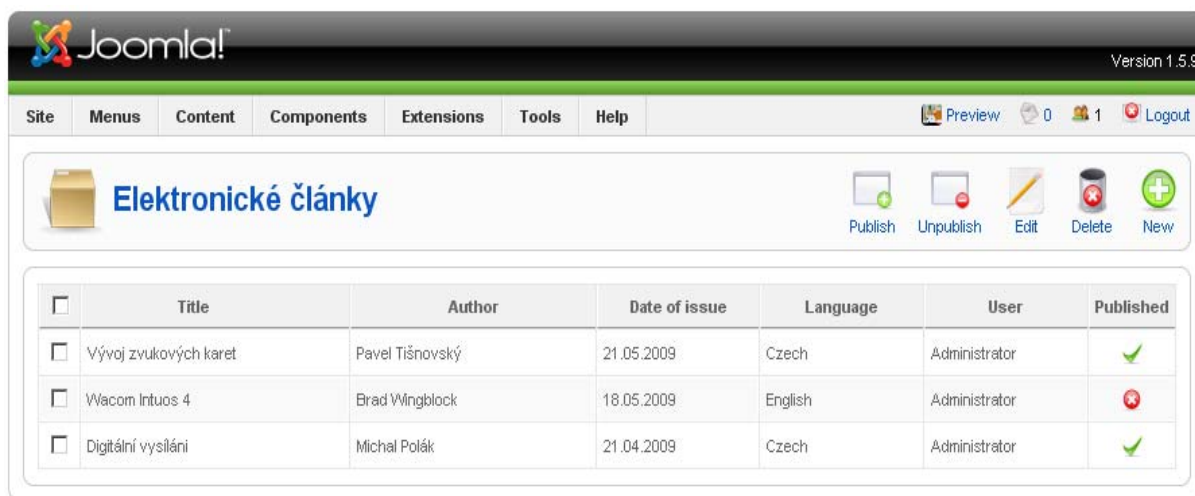 Joomla!
Version 1.5.9
Site Menus Content Components Extensions Tools Help Preview 0 1 Logout
Elektronické články
Publish Unpublish Edit Delete New
Title Author Date of issue Language User Published
Vývoj zvukových karet Pavel Tišnovský 21.05.2009 Czech Administrator
Wacom Intuos 4 Brad Wingblock 18.05.2009 English Administrator
Digitální vysíláni Michal Polák 21.04.2009 Czech Administrator